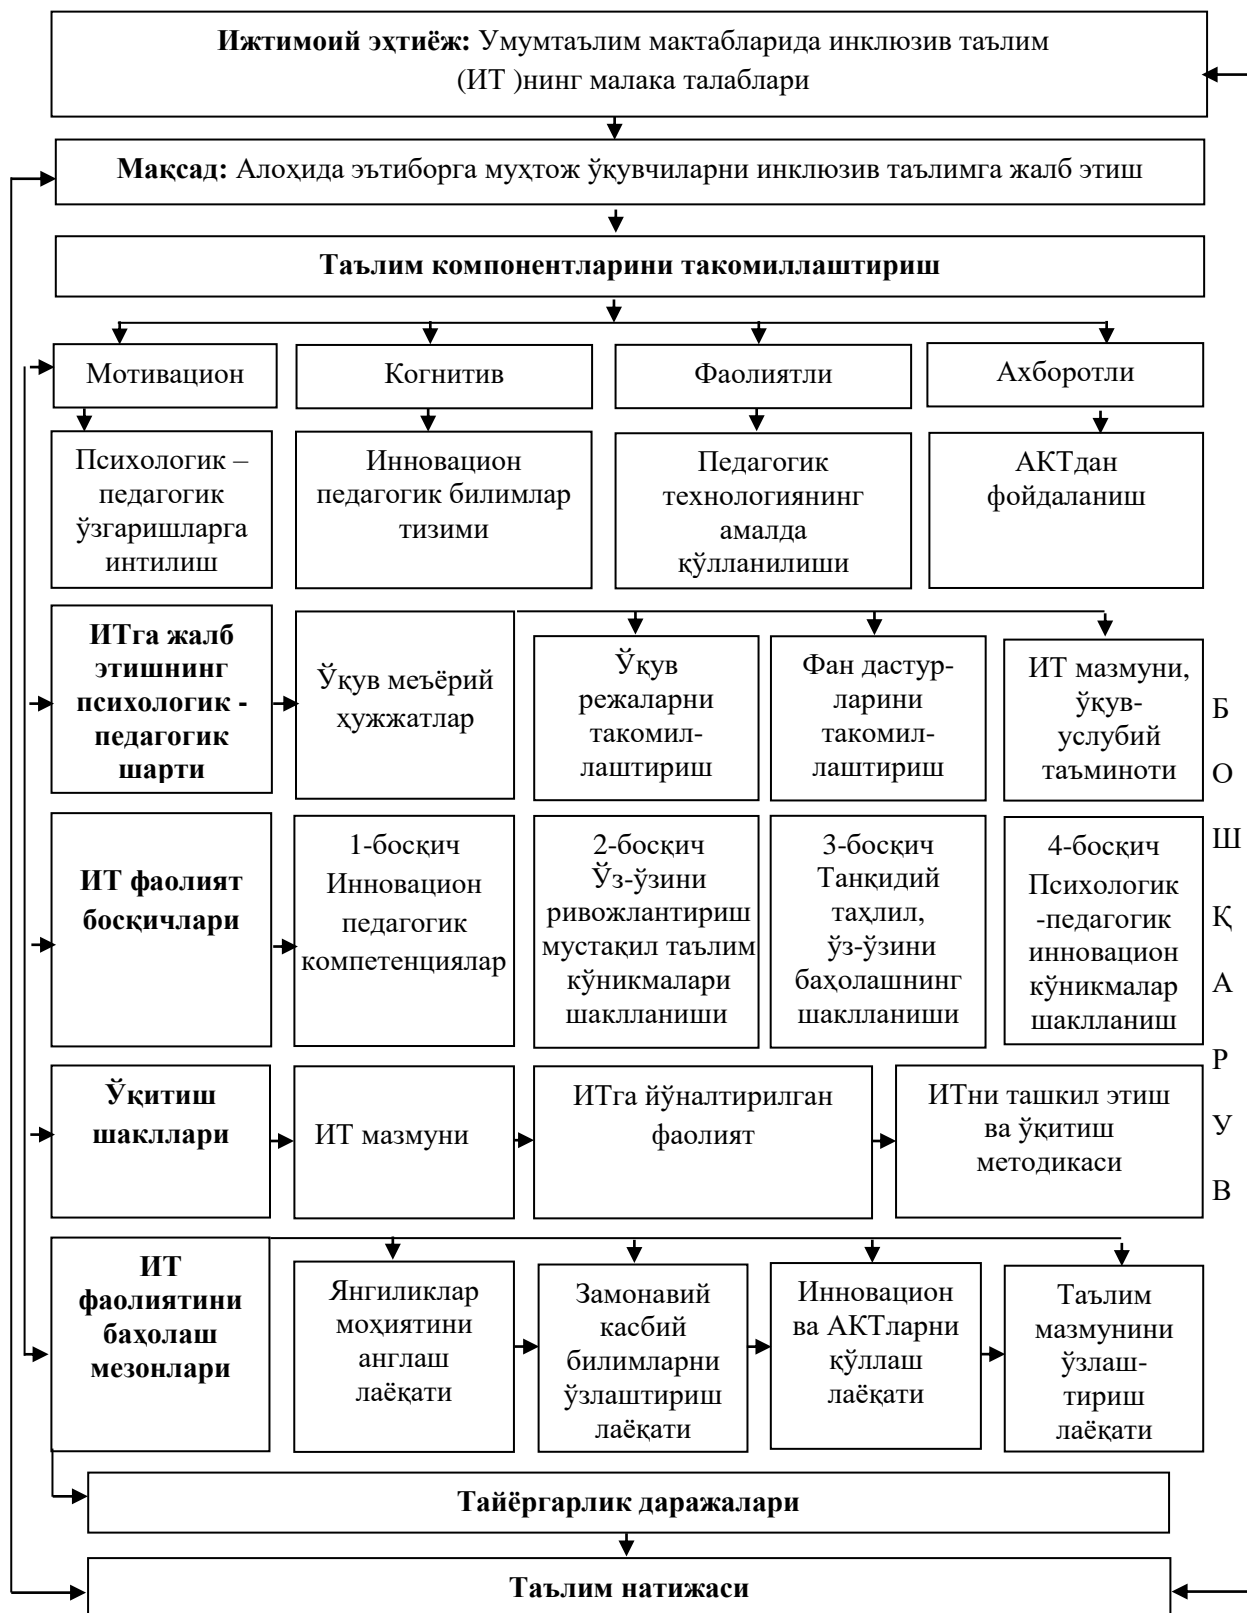 Ижтимоий эҳтиёж: Умумтаълим мактабларида инклюзив таълим
(ИТ )нинг малака талаблари
Мақсад: Алоҳида эътиборга муҳтож ўқувчиларни инклюзив таълимга жалб этиш
Таълим компонентларини такомиллаштириш
Мотивацион
Когнитив
Фаолиятли
Ахборотли
Психологик –
педагогик
ўзгаришларга
интилиш
Инновацион
педагогик билимлар
тизими
Педагогик
технологиянинг
амалда
қўлланилиши
АКТдан
фойдаланиш
ИТга жалб
этишнинг
психологик -
педагогик
шарти
Ўқув меъёрий
ҳужжатлар
Ўқув
режаларни
такомил-
лаштириш
Фан дастур-
ларини
такомил-
лаштириш
ИТ мазмуни,
ўқув-
услубий
таъминоти
ИТ фаолият
босқичлари
1-босқич
Инновацион
педагогик
компетенциялар
2-босқич
Ўз-ўзини
ривожлантириш
мустақил таълим
кўникмалари
шаклланиши
3-босқич
Танқидий
таҳлил,
ўз-ўзини
баҳолашнинг
шаклланиши
4-босқич
Психологик
-педагогик
инновацион
кўникмалар
шаклланиш
Ўқитиш
шакллари
ИТ мазмуни
ИТга йўналтирилган
фаолият
ИТни ташкил этиш
ва ўқитиш
методикаси
ИТ
фаолиятини
баҳолаш
мезонлари
Янгиликлар
моҳиятини
англаш
лаёқати
Замонавий
касбий
билимларни
ўзлаштириш
лаёқати
Инновацион
ва АКТларни
қўллаш
лаёқати
Таълим
мазмунини
ўзлаш-
тириш
лаёқати
Б
О
Ш
Қ
А
Р
У
В
Тайёргарлик даражалари
Таълим натижаси